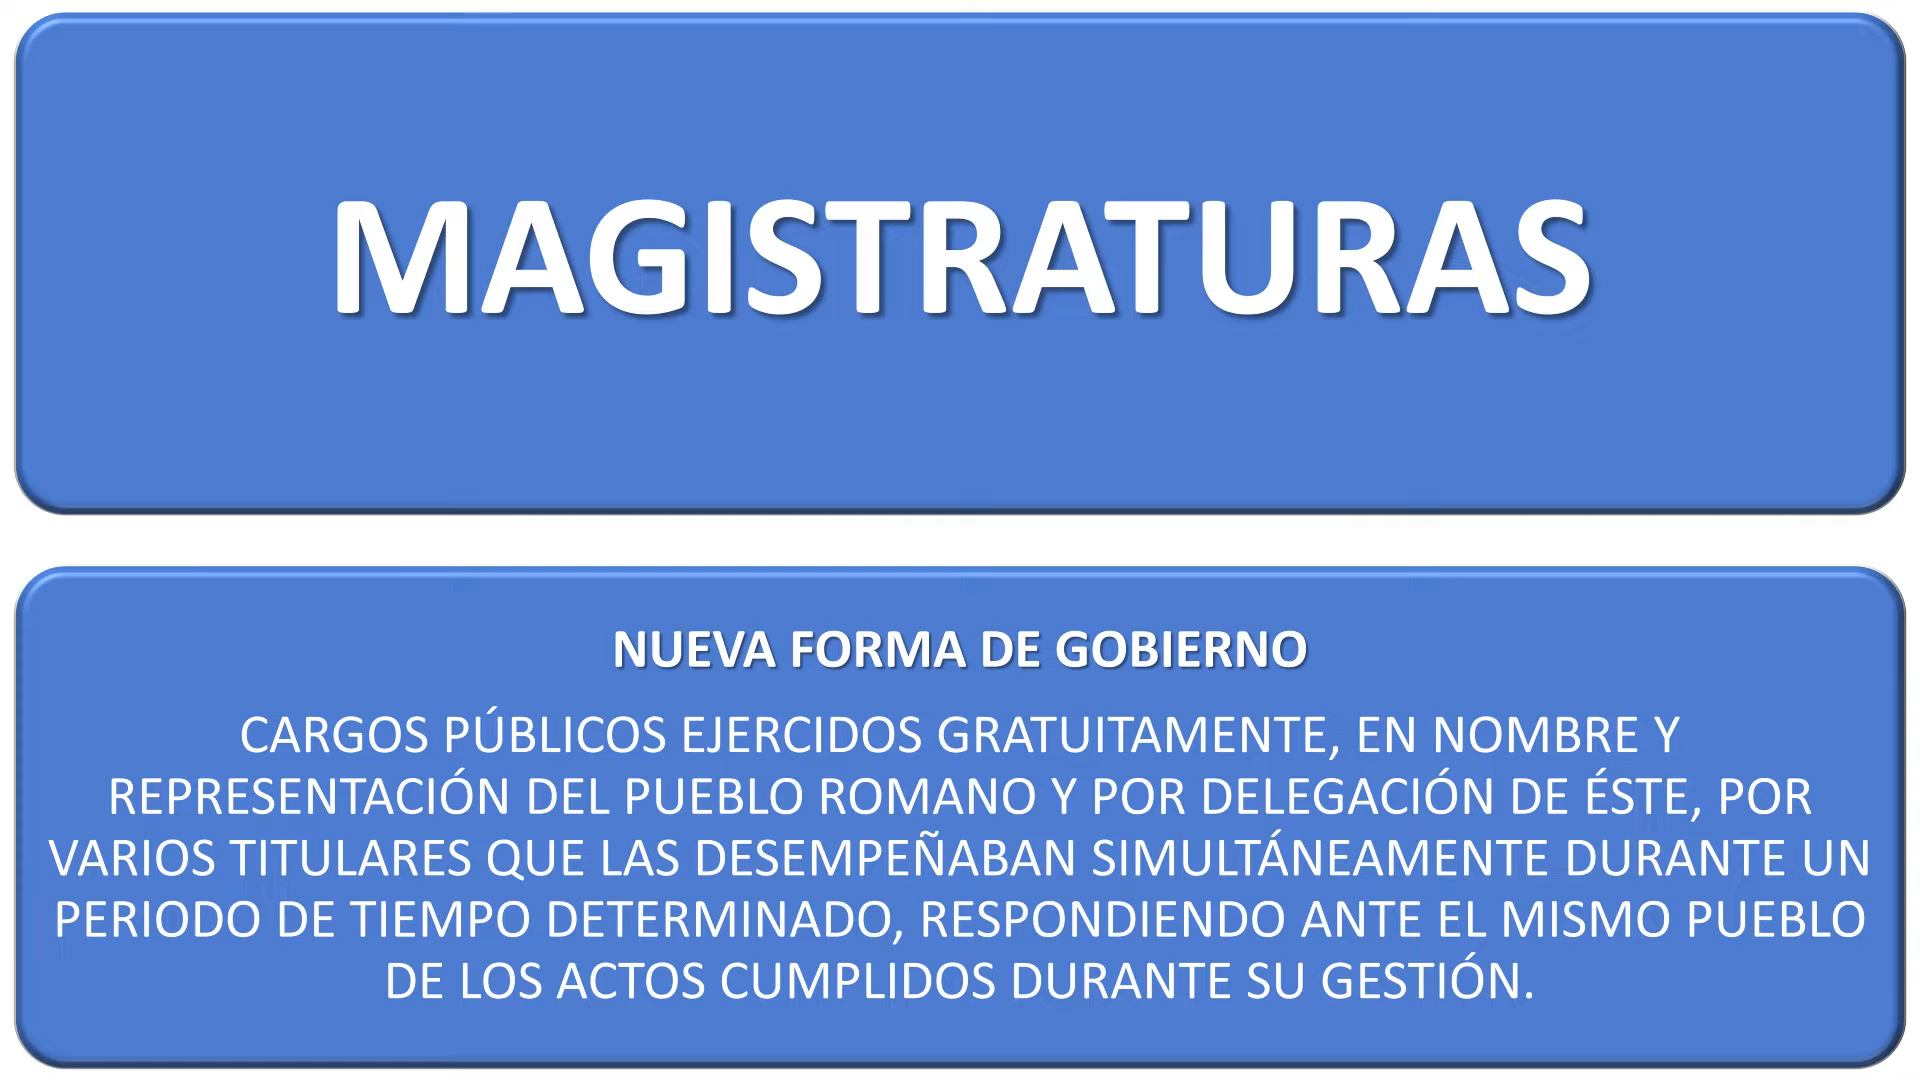 MAGISTRATURAS
NUEVA FORMA DE GOBIERNO
CARGOS PÚBLICOS EJERCIDOS GRATUITAMENTE, EN NOMBRE Y
REPRESENTACIÓN DEL PUEBLO ROMANO Y POR DELEGACIÓN DE ÉSTE, POR
VARIOS TITULARES QUE LAS DESEMPEÑABAN SIMULTÁNEAMENTE DURANTE UN
PERIODO DE TIEMPO DETERMINADO, RESPONDIENDO ANTE EL MISMO PUEBLO
DE LOS ACTOS CUMPLIDOS DURANTE SU GESTIÓN.